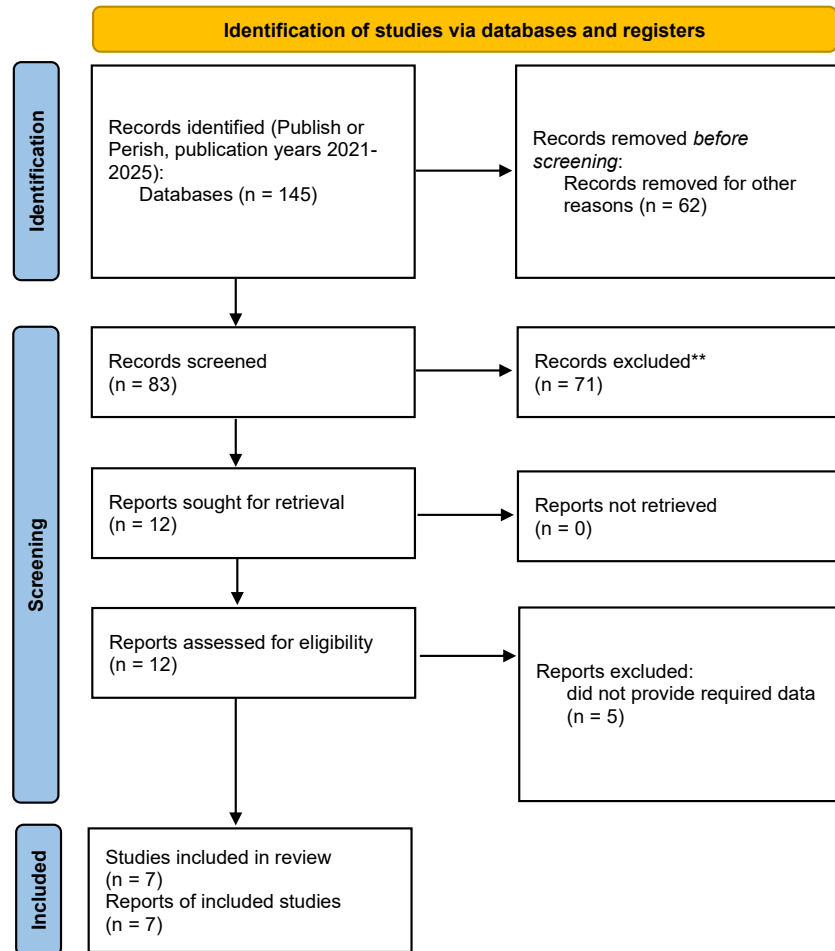 Identification of studies via databases and registers
Identification
Records identified (Publish or
Perish, publication years 2021-
2025):
Databases (n = 145)
Records removed before
screening:
Records removed for other
reasons (n = 62)
Screening
Records screened
(n = 83)
Records excluded**
(n = 71)
Reports sought for retrieval
(n = 12)
Reports not retrieved
(n = 0)
Reports assessed for eligibility
(n = 12)
Reports excluded:
did not provide required data
(n = 5)
Included
Studies included in review
(n = 7)
Reports of included studies
(n = 7)